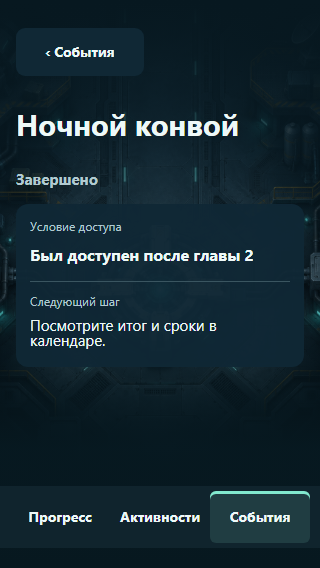 ‹ События
Ночной конвой
Завершено
Условие доступа
Был доступен после главы 2
Следующий шаг
Посмотрите итог и сроки в
календаре.
Прогресс Активности События